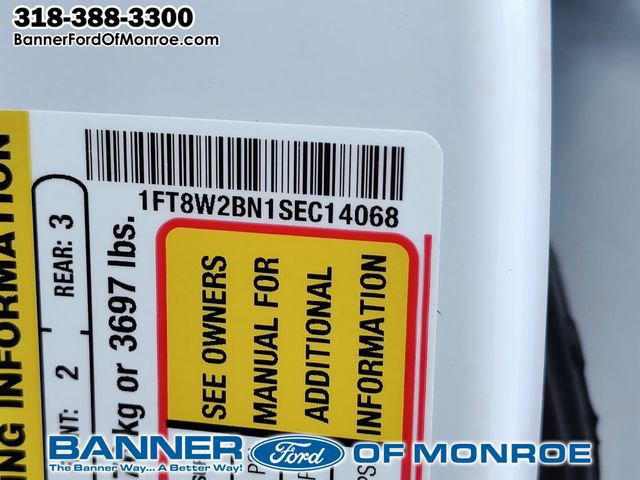 318-388-3300
BannerFordOfMonroe.com
1FT8W2BN1SEC14068
REAR: 3
2
kg or 3697 lbs.
SEE OWNERS
MANUAL FOR
ADDITIONAL
INFORMATION
INFORMATION
BANNER Ford OF MONROE
The Banner Way... A Better Way!